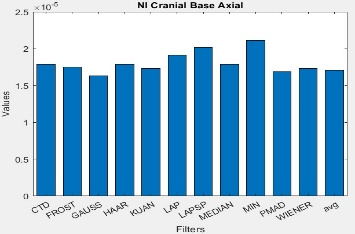 NI Cranial Base Axial
×10⁻⁵
2.5
2
1.5
1
0.5
0
Values
CTD FROST GAUSS HAAR KUAN LAP LAPSP MEDIAN MIN PMAD WIENER avg
Filters